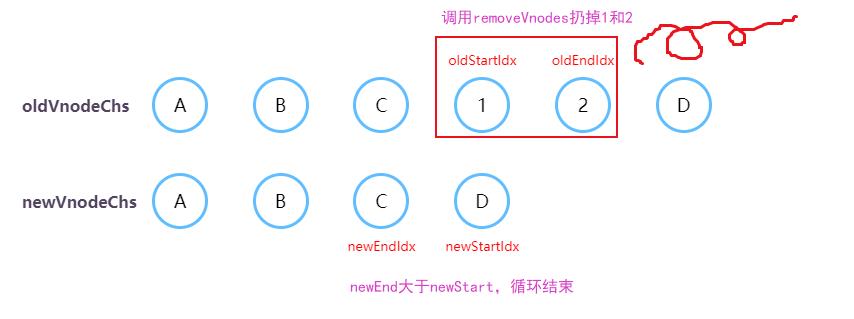 调用removeVnodes扔掉1和2
oldStartIdx oldEndIdx
oldVnodeChs A B C 1 2 D
newVnodeChs A B C D
newEndIdx newStartIdx
newEnd大于newStart，循环结束